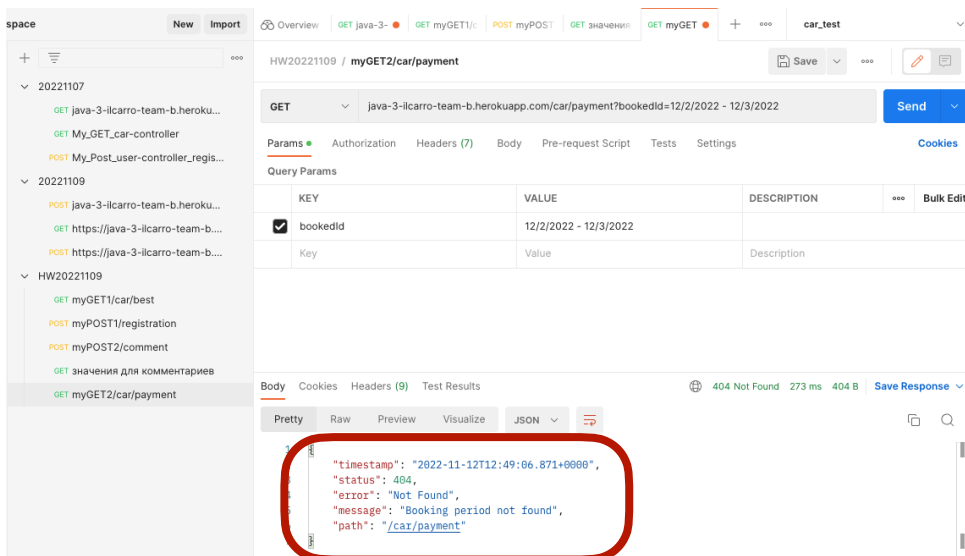 space New Import
Overview GET java-3- GET myGET1/c POST myPOST GET значения GET myGET + ooo car_test
+ ooo HW20221109 / myGET2/car/payment Save ooo
20221107
GET java-3-ilcarro-team-b.heroku...
GET My_GET_car-controller
POST My_Post_user-controller_regis...
20221109
POST java-3-ilcarro-team-b.heroku...
GET https://java-3-ilcarro-team-b....
POST https://java-3-ilcarro-team-b....
HW20221109
GET myGET1/car/best
POST myPOST1/registration
POST myPOST2/comment
GET значения для комментариев
GET myGET2/car/payment
GET java-3-ilcarro-team-b.herokuapp.com/car/payment?bookedId=12/2/2022 - 12/3/2022 Send
Params Authorization Headers (7) Body Pre-request Script Tests Settings Cookies
Query Params
KEY VALUE DESCRIPTION ooo Bulk Edit
bookedId 12/2/2022 - 12/3/2022
Key Value Description
Body Cookies Headers (9) Test Results 404 Not Found 273 ms 404 B Save Response
Pretty Raw Preview Visualize JSON
1 {
"timestamp": "2022-11-12T12:49:06.871+0000",
"status": 404,
"error": "Not Found",
"message": "Booking period not found",
"path": "/car/payment"
}